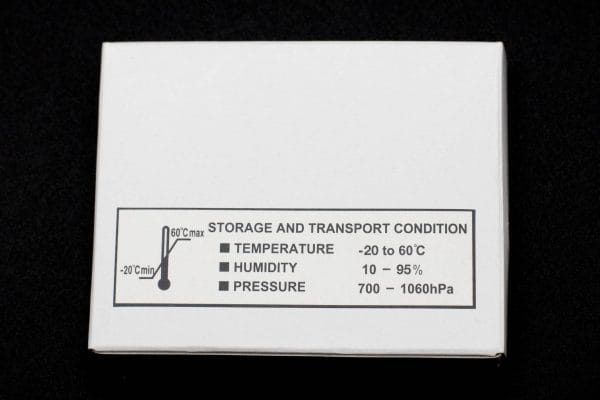 STORAGE AND TRANSPORT CONDITION
60°C max
-20°C min
■ TEMPERATURE -20 to 60°C
■ HUMIDITY 10 – 95%
■ PRESSURE 700 – 1060hPa